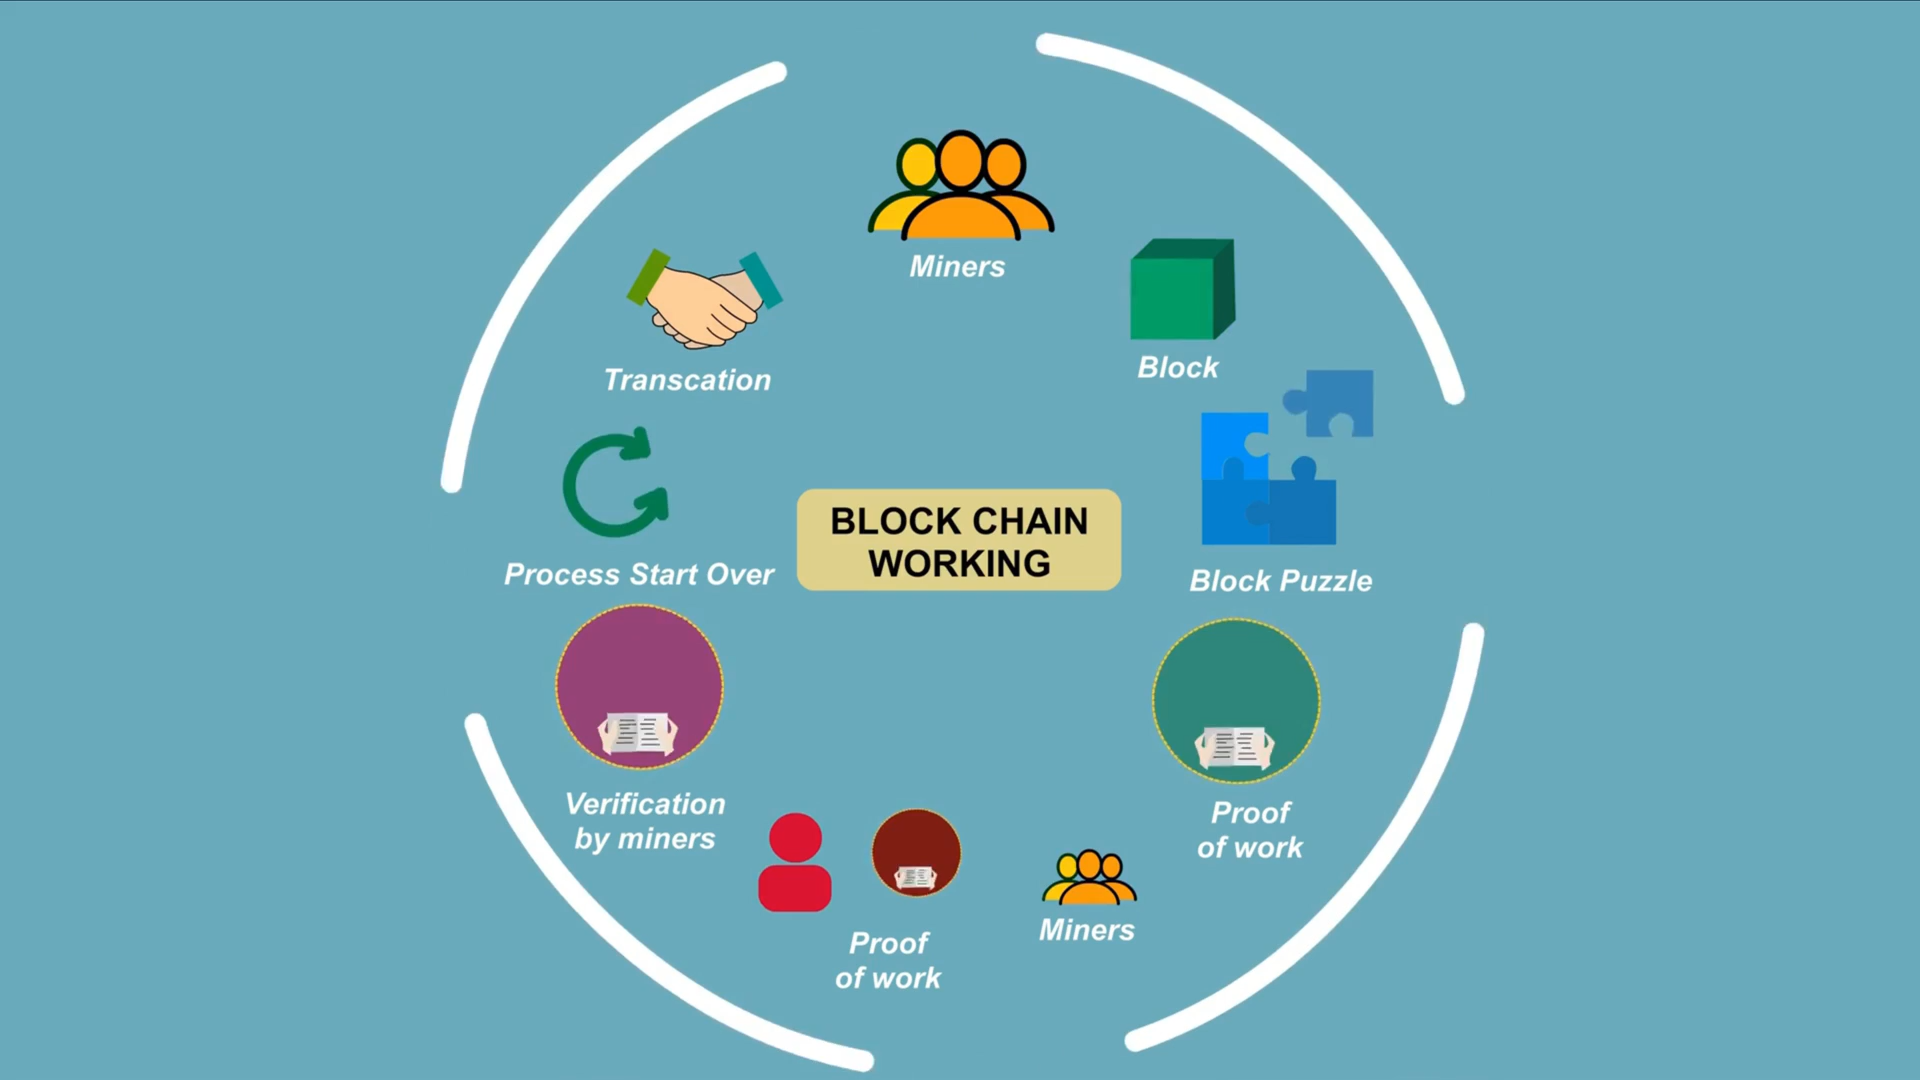 Miners
Block
Transcation
BLOCK CHAIN
WORKING
Process Start Over
Block Puzzle
Verification
by miners
Proof
of work
Miners
Proof
of work